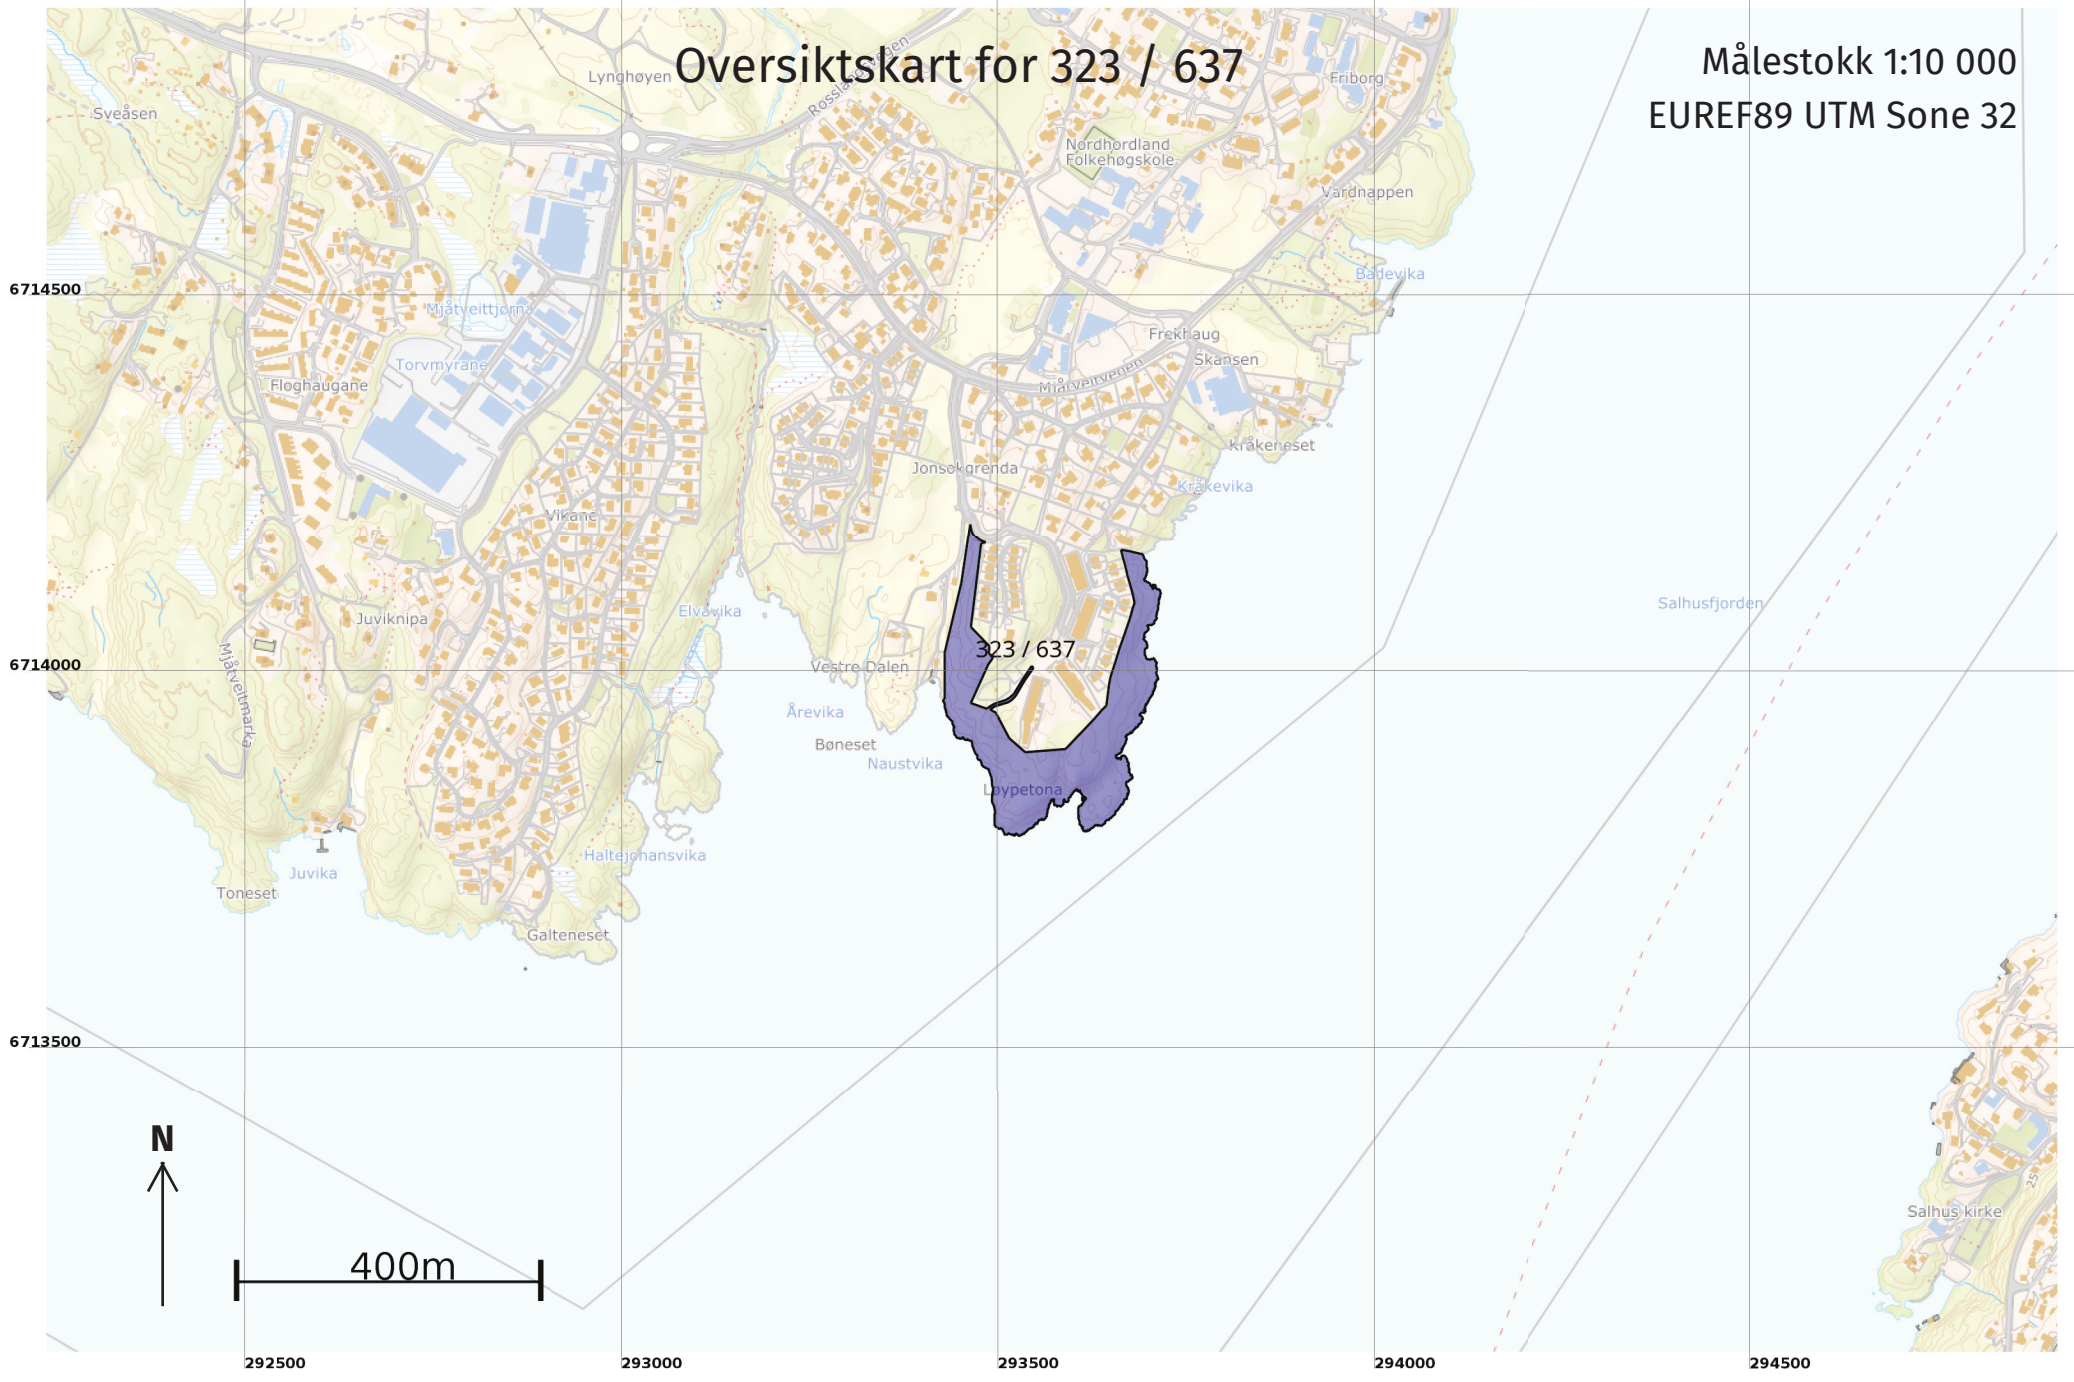 Oversiktskart for 323 / 637
Målestokk 1:10 000
EUREF89 UTM Sone 32
Lynghøyen
Rosslandsvegen
Friborg
Sveåsen
Nordhordland
Folkehøgskole
Vardnappen
Badevika
6714500
Mjåtveittjørna
Frekhaug
Skansen
Torvmyrane
Mjåtveitvegen
Floghaugane
Kråkeneset
Jonsokgrenda
Kråkevika
Vikane
Salhusfjorden
Elvavika
Juviknipa
323 / 637
6714000
Vestre Dalen
Mjåtveitmarka
Årevika
Bøneset
Naustvika
Løypetona
Haltejohansvika
Juvika
Toneset
Galteneset
6713500
N
25
Salhus kirke
400m
292500
293000
293500
294000
294500